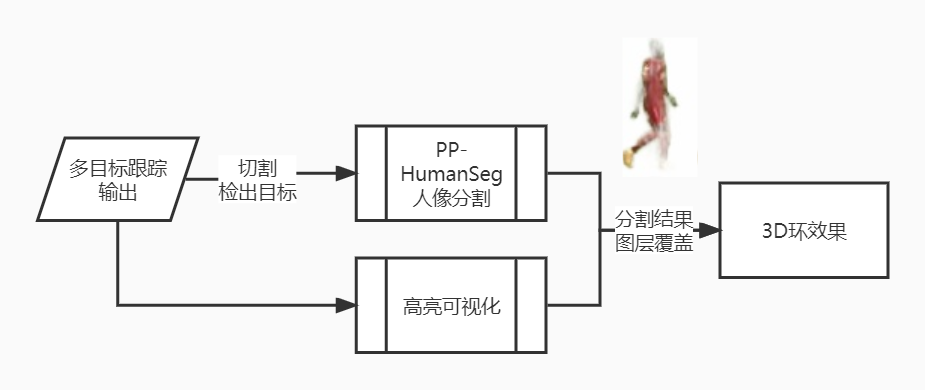 多目标跟踪
输出
切割
检出目标
PP-
HumanSeg
人像分割
高亮可视化
分割结果
图层覆盖
3D环效果